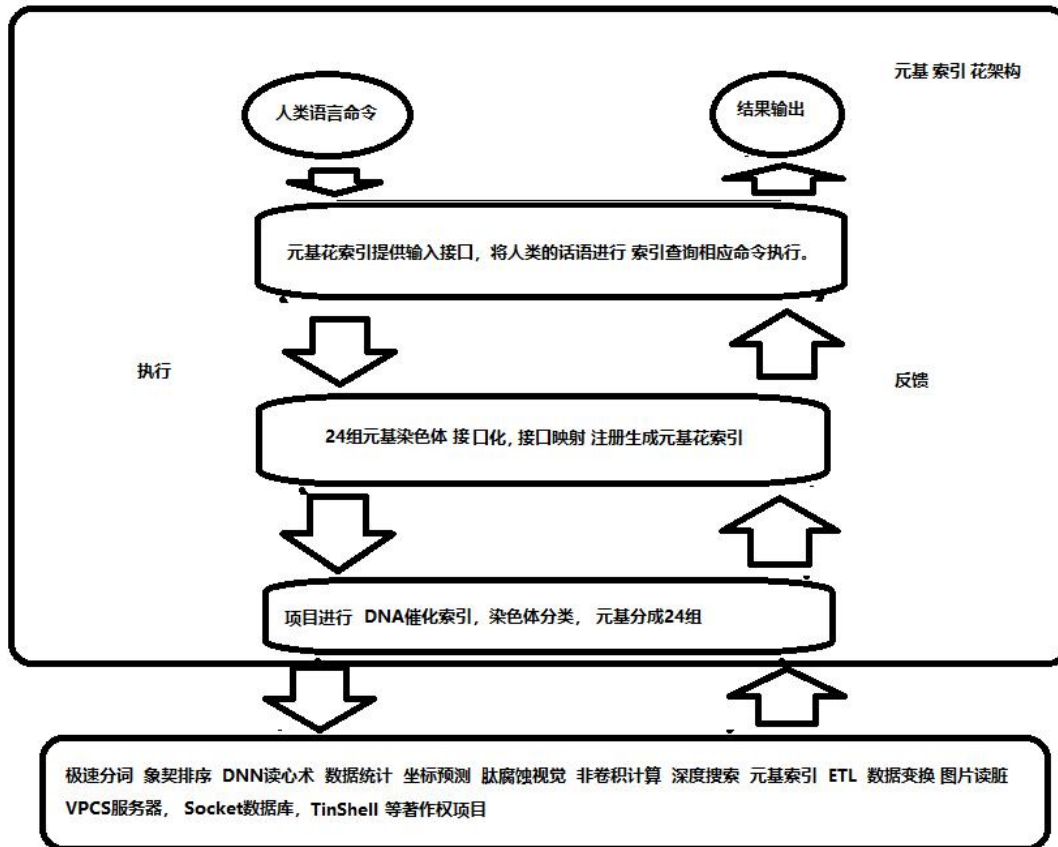 元基 索引 花架构
人类语言命令
结果输出
元基花索引提供输入接口，将人类的话语进行 索引查询相应命令执行。
执行
反馈
24组元基染色体 接口化, 接口映射 注册生成元基花索引
项目进行 DNA催化索引，染色体分类， 元基分成24组
极速分词 象契排序 DNN读心术 数据统计 坐标预测 肽腐蚀视觉 非卷积计算 深度搜索 元基索引 ETL 数据变换 图片读脏
VPCS服务器， Socket数据库，TinShell 等著作权项目